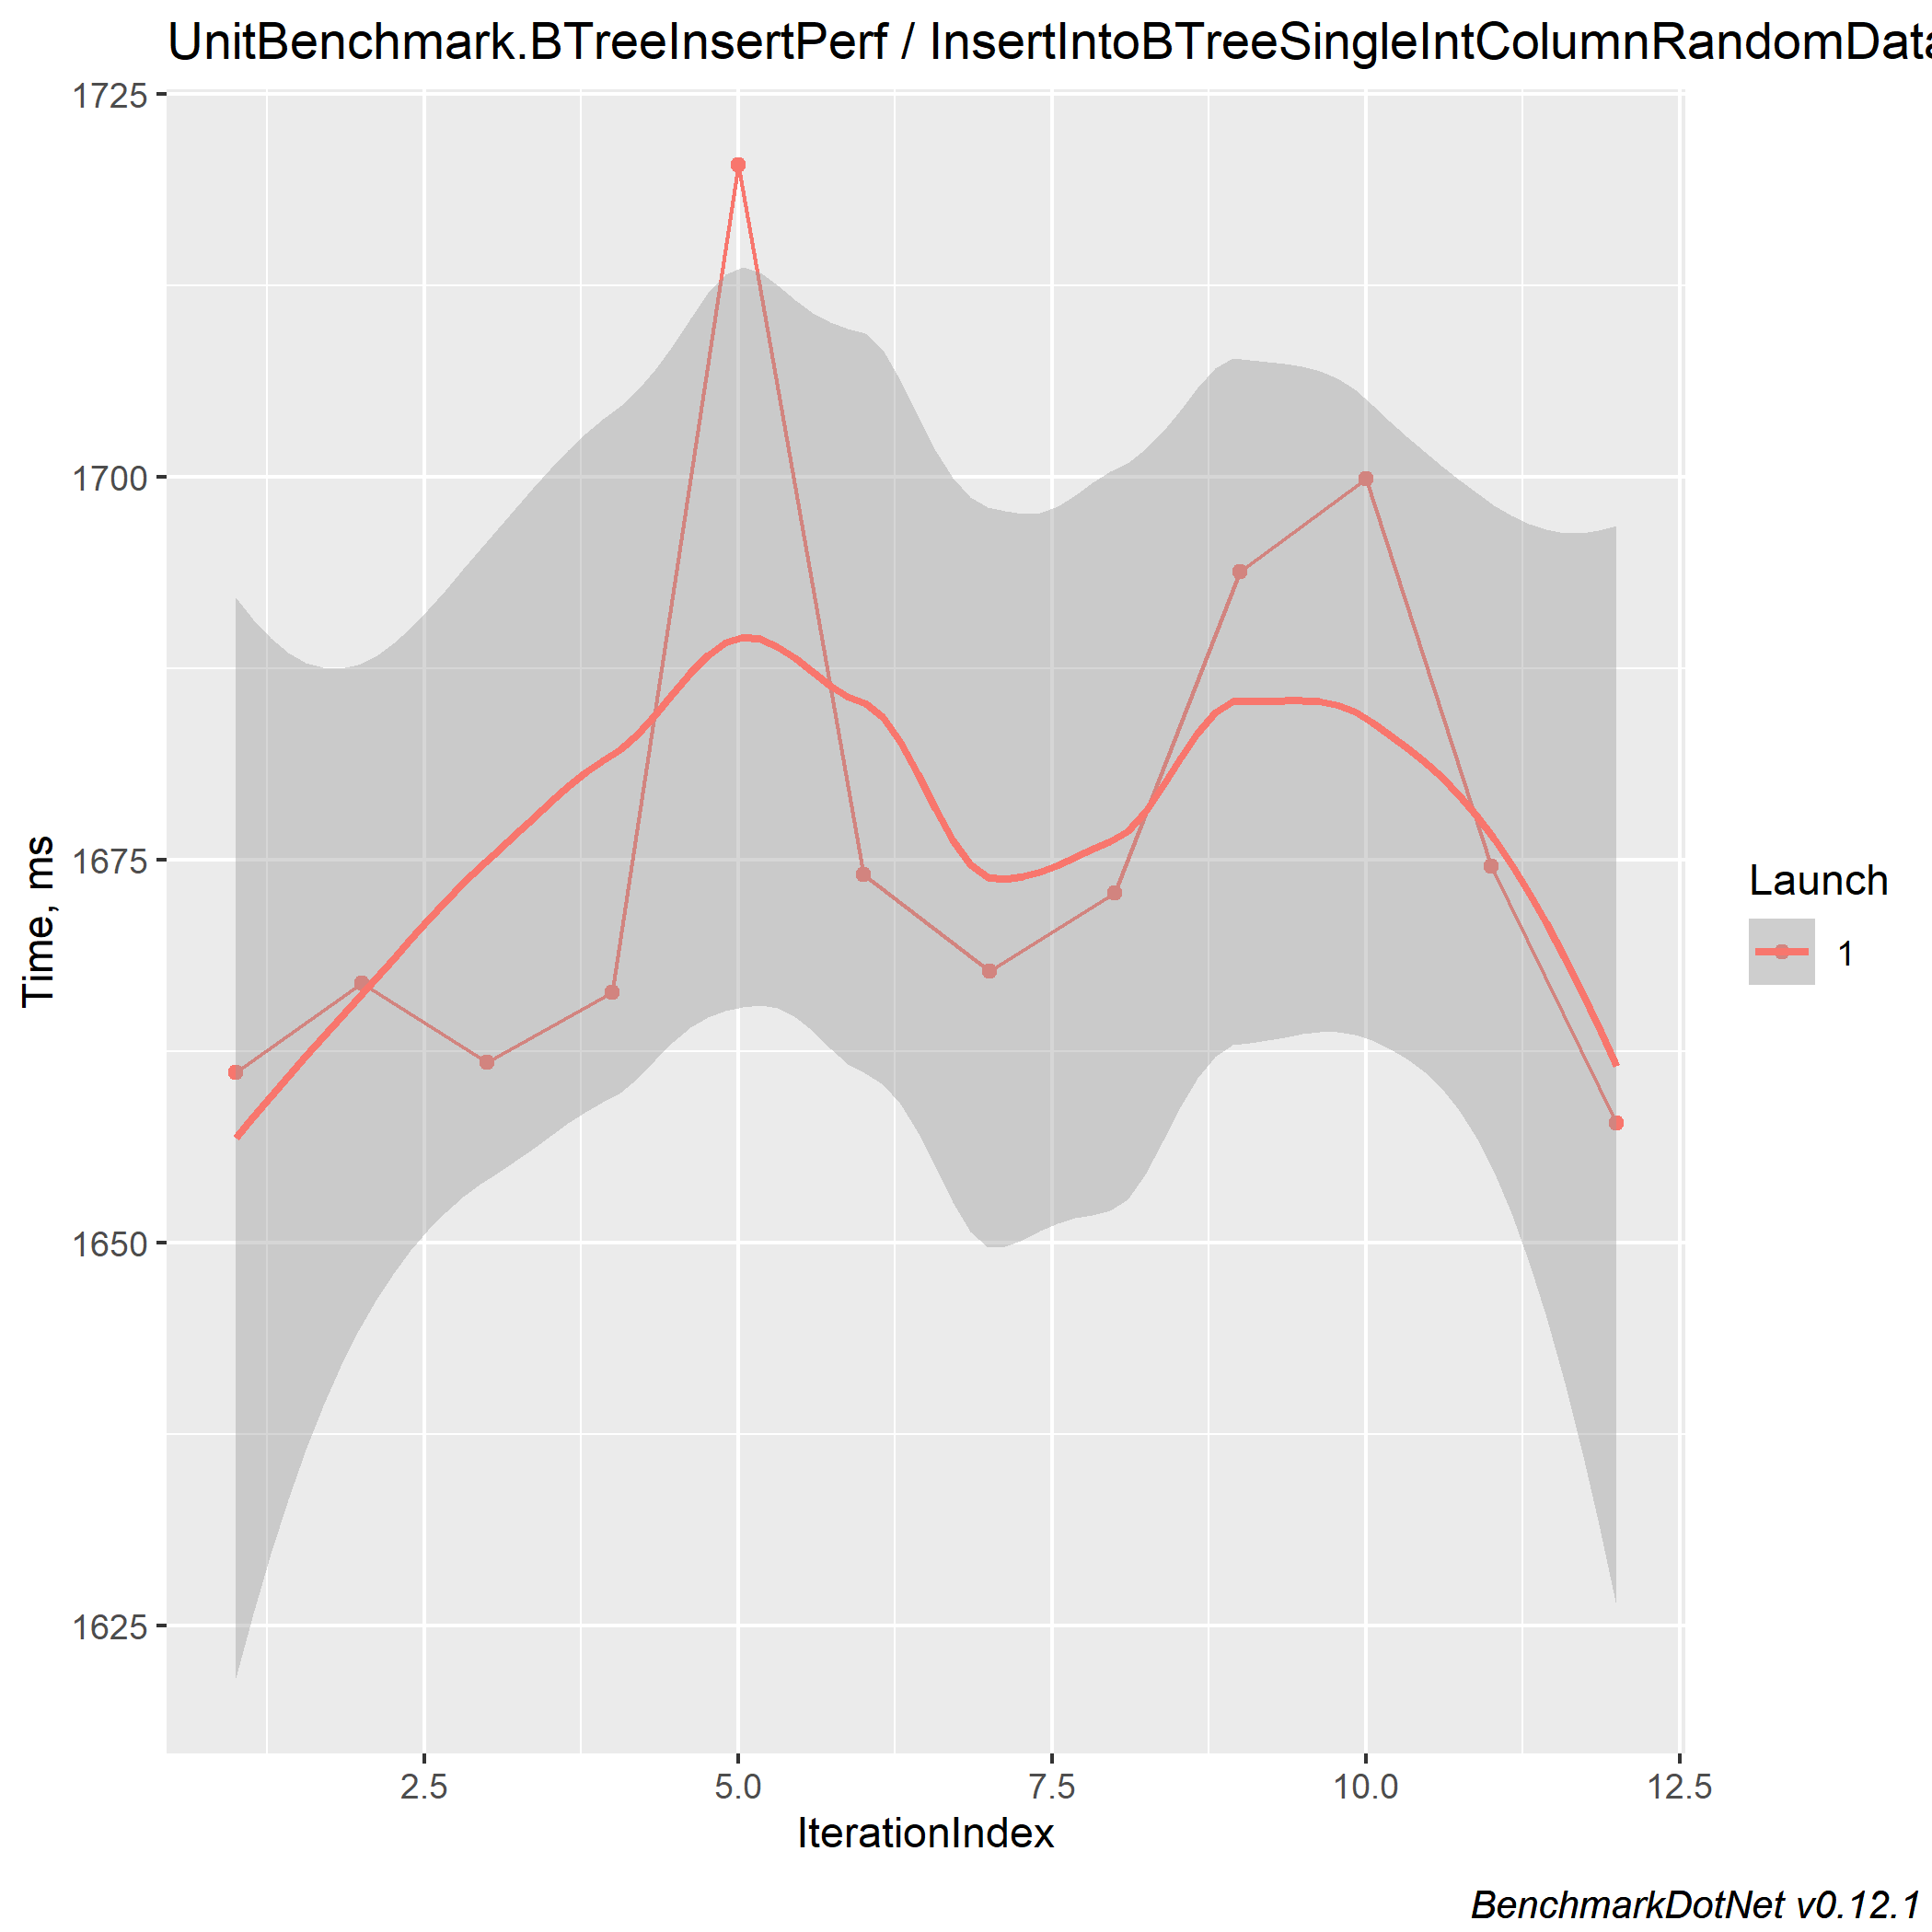 UnitBenchmark.BTreeInsertPerf / InsertIntoBTreeSingleIntColumnRandomData
1725
1700
1675
1650
1625
Time, ms
2.5 5.0 7.5 10.0 12.5
IterationIndex
Launch
1
BenchmarkDotNet v0.12.1